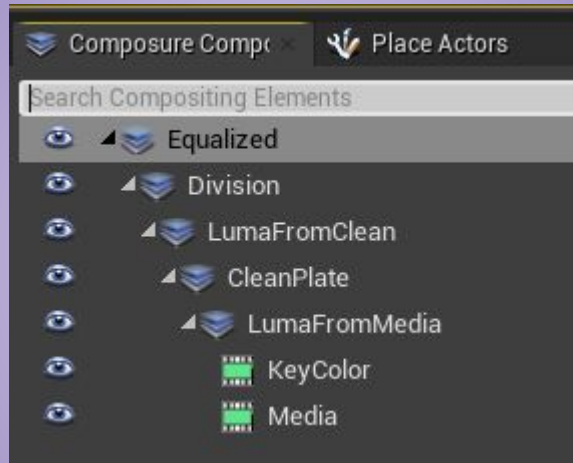 Composure Compo Place Actors
Search Compositing Elements
Equalized
Division
LumaFromClean
CleanPlate
LumaFromMedia
KeyColor
Media